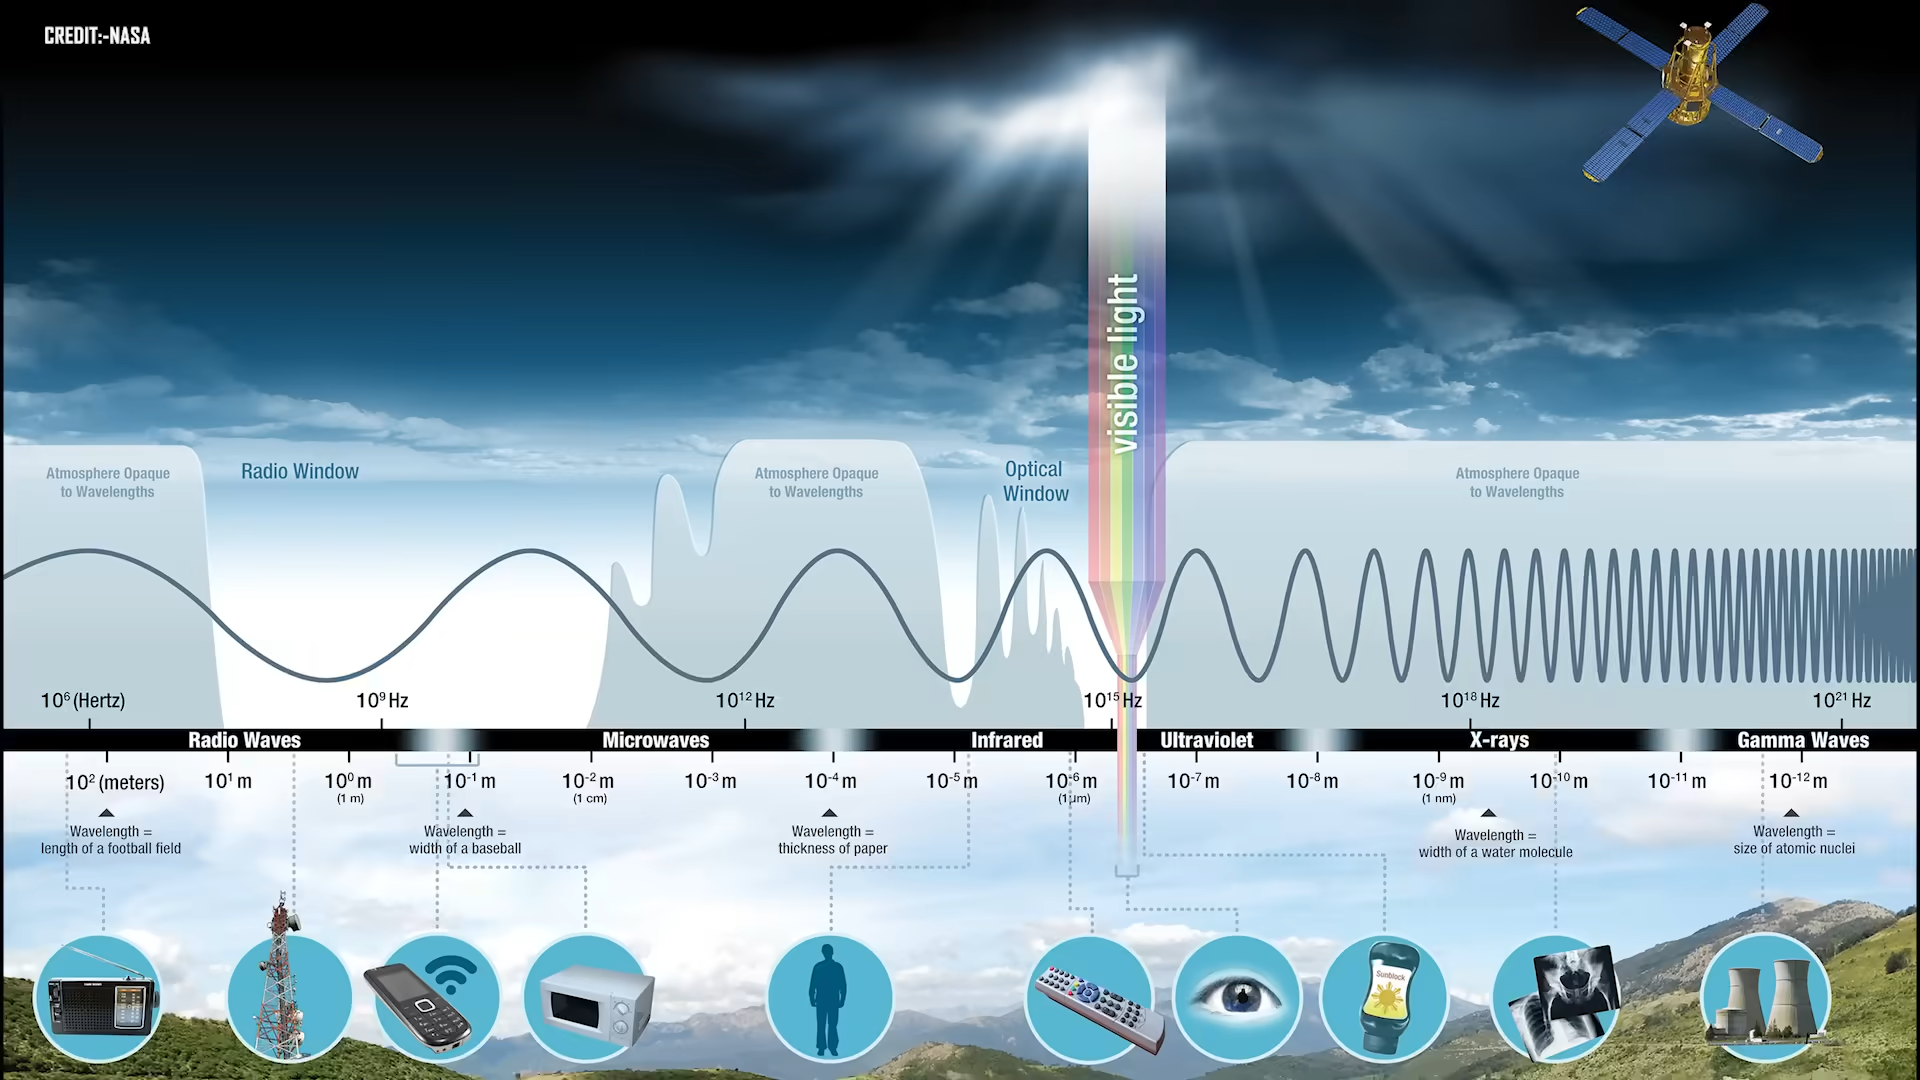 CREDIT:-NASA
visible light
Atmosphere Opaque
to Wavelengths
Radio Window
Atmosphere Opaque
to Wavelengths
Optical
Window
Atmosphere Opaque
to Wavelengths
10⁶ (Hertz)
10⁹ Hz
10¹² Hz
10¹⁵ Hz
10¹⁸ Hz
10²¹ Hz
Radio Waves
Microwaves
Infrared
Ultraviolet
X-rays
Gamma Waves
10² (meters)
10¹ m
10⁰ m
(1 m)
10⁻¹ m
10⁻² m
(1 cm)
10⁻³ m
10⁻⁴ m
10⁻⁵ m
10⁻⁶ m
(1µm)
10⁻⁷ m
10⁻⁸ m
10⁻⁹ m
(1 nm)
10⁻¹⁰ m
10⁻¹¹ m
10⁻¹² m
Wavelength =
length of a football field
Wavelength =
width of a baseball
Wavelength =
thickness of paper
Wavelength =
width of a water molecule
Wavelength =
size of atomic nuclei
Sunblock